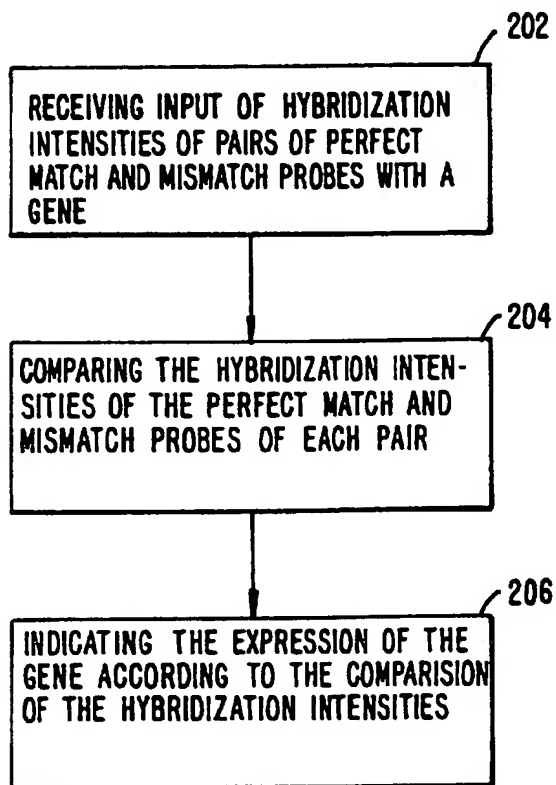 202
RECEIVING INPUT OF HYBRIDIZATION
INTENSITIES OF PAIRS OF PERFECT
MATCH AND MISMATCH PROBES WITH A
GENE
204
COMPARING THE HYBRIDIZATION INTEN-
SITIES OF THE PERFECT MATCH AND
MISMATCH PROBES OF EACH PAIR
206
INDICATING THE EXPRESSION OF THE
GENE ACCORDING TO THE COMPARISION
OF THE HYBRIDIZATION INTENSITIES